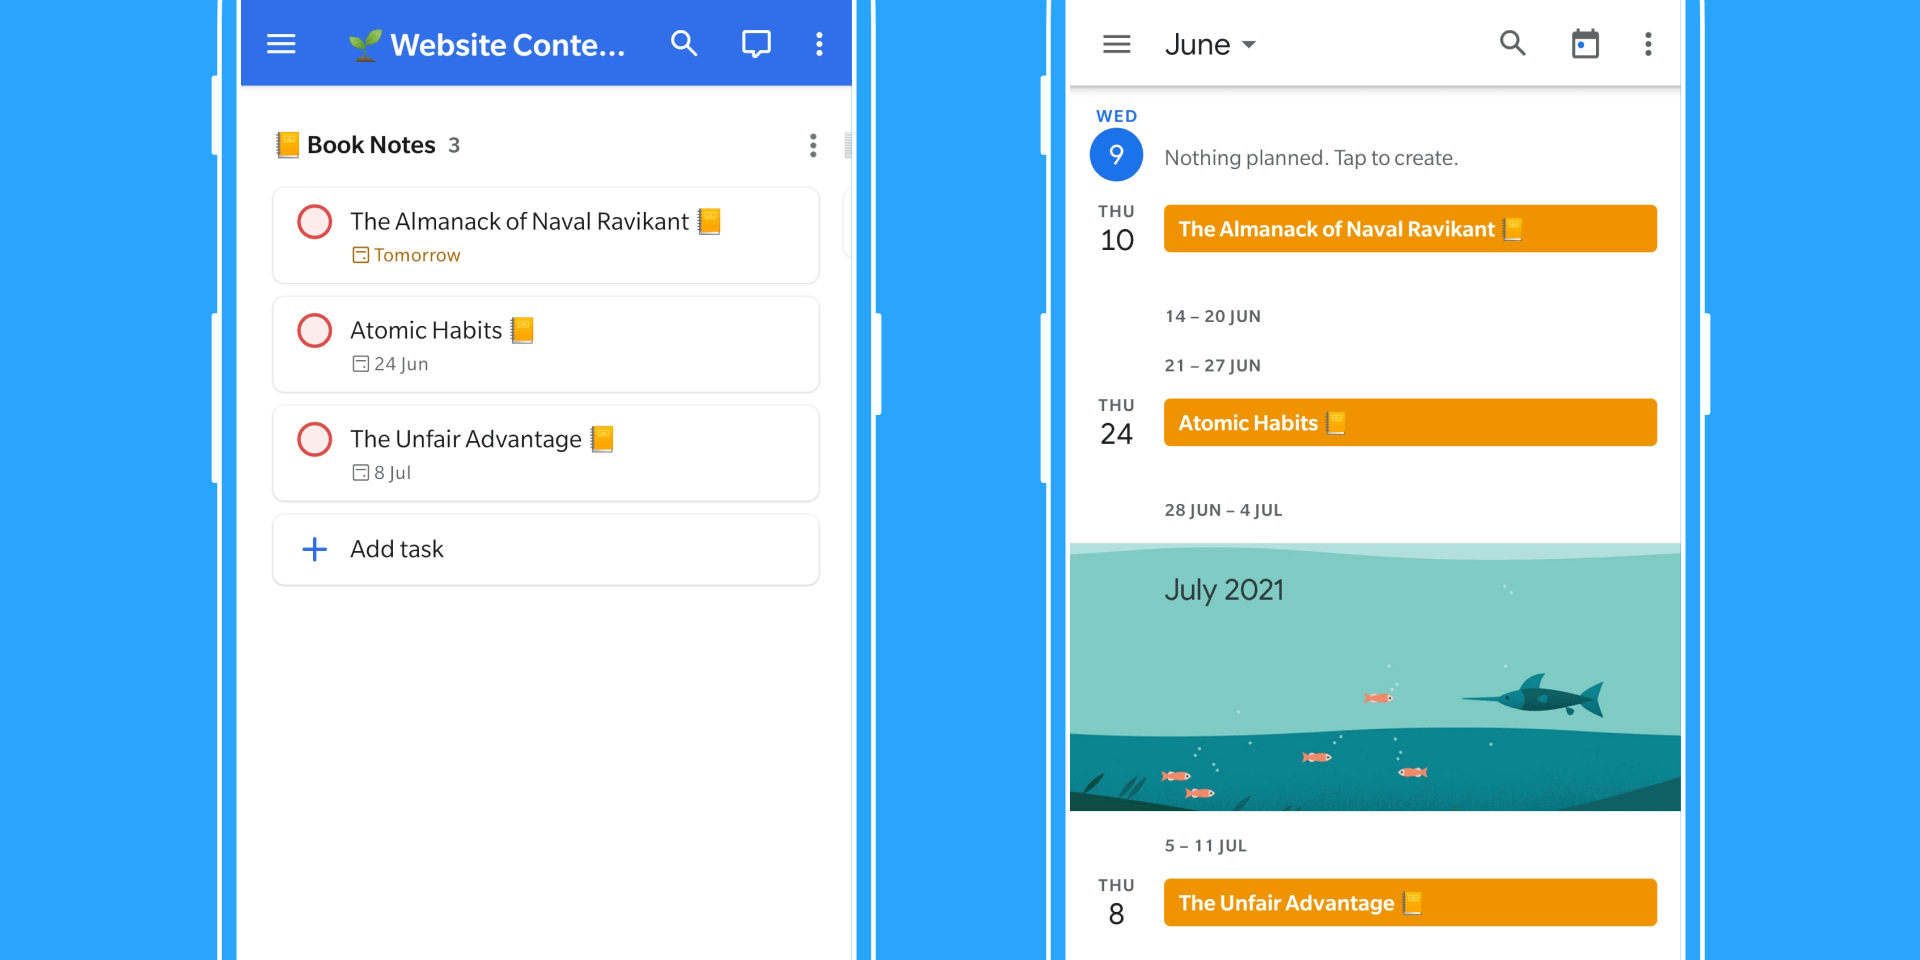 Website Conte...
Book Notes 3
The Almanack of Naval Ravikant
Tomorrow
Atomic Habits
24 Jun
The Unfair Advantage
8 Jul
Add task
June
WED
9
Nothing planned. Tap to create.
THU
10
The Almanack of Naval Ravikant
14 – 20 JUN
21 – 27 JUN
THU
24
Atomic Habits
28 JUN – 4 JUL
July 2021
5 – 11 JUL
THU
8
The Unfair Advantage